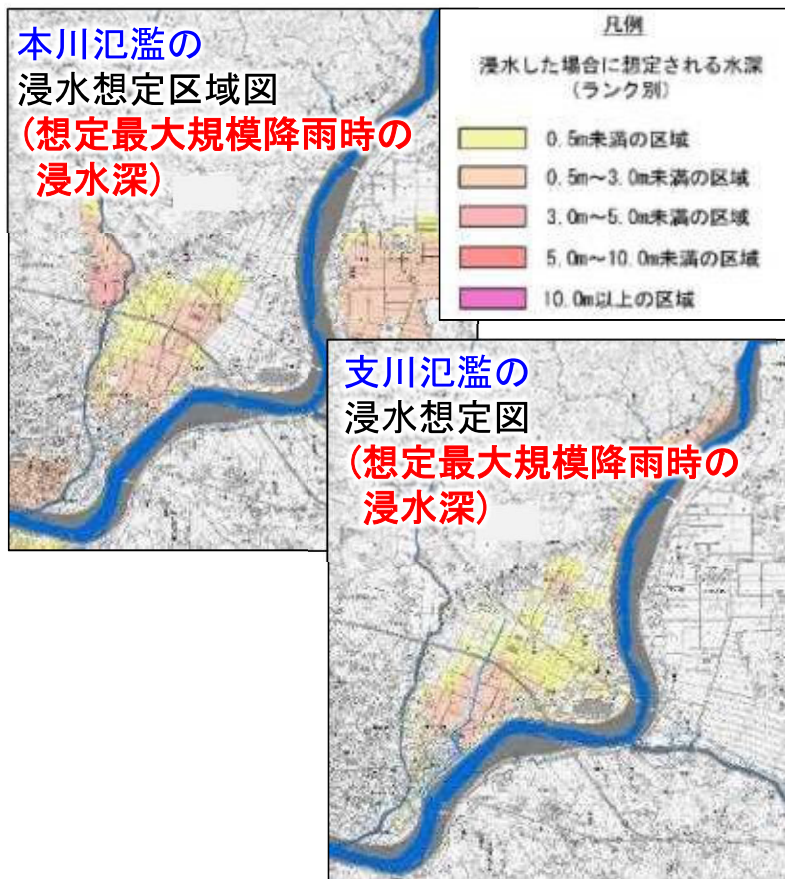 本川氾濫の
浸水想定区域図
(想定最大規模降雨時の
浸水深)
凡例
浸水した場合に想定される水深
(ランク別)
0.5m未満の区域
0.5m~3.0m未満の区域
3.0m~5.0m未満の区域
5.0m~10.0m未満の区域
10.0m以上の区域
支川氾濫の
浸水想定図
(想定最大規模降雨時の
浸水深)